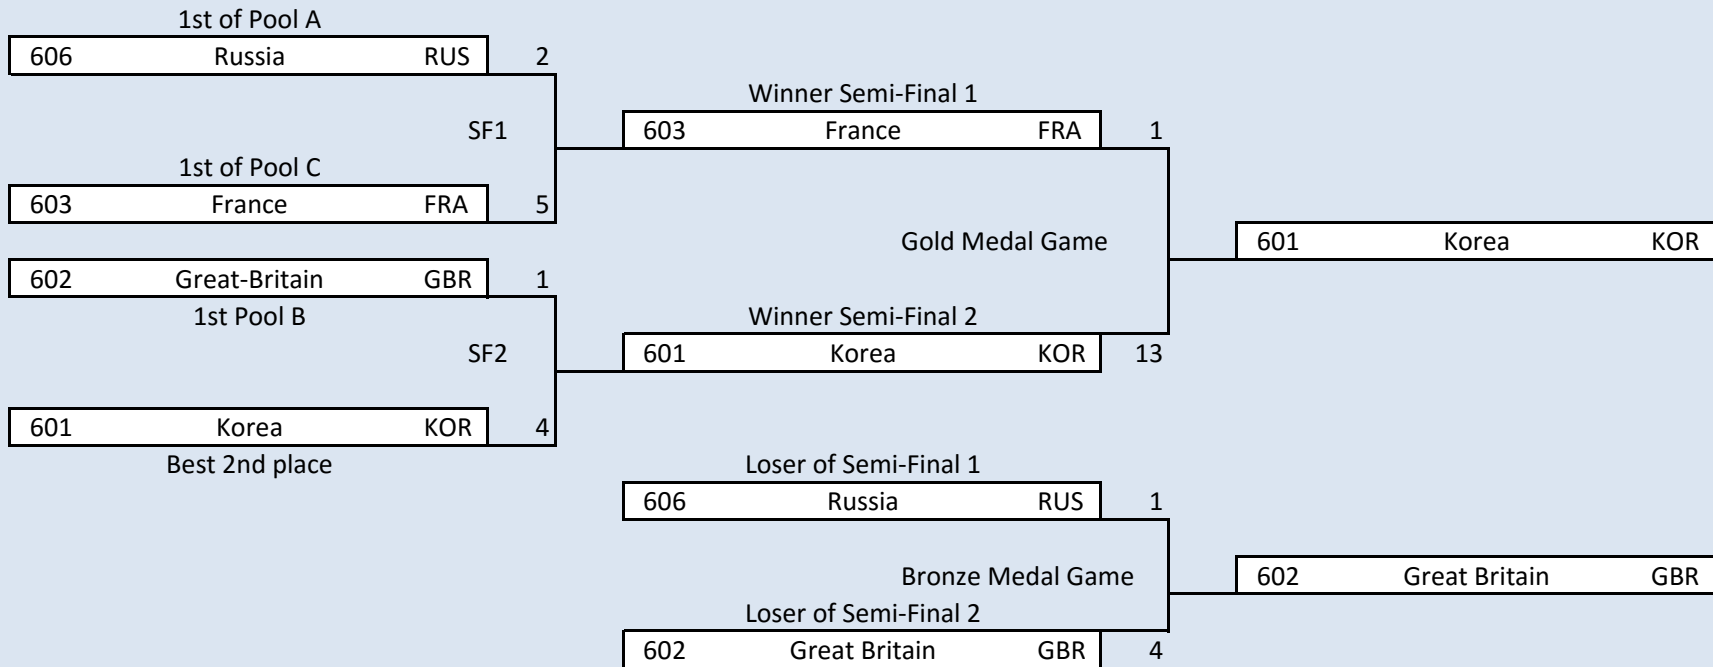 1st of Pool A
606 Russia RUS 2
SF1
1st of Pool C
603 France FRA 5
602 Great-Britain GBR 1
1st Pool B
SF2
601 Korea KOR 4
Best 2nd place
Winner Semi-Final 1
603 France FRA 1
Gold Medal Game
Winner Semi-Final 2
601 Korea KOR 13
601 Korea KOR
Loser of Semi-Final 1
606 Russia RUS 1
Bronze Medal Game
Loser of Semi-Final 2
602 Great Britain GBR 4
602 Great Britain GBR